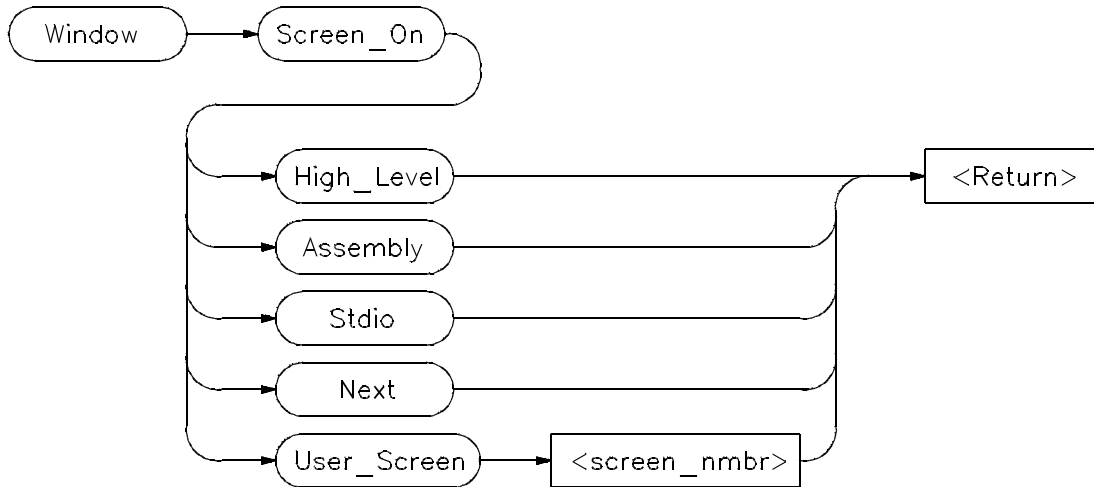 Window
Screen_On
High_Level
<Return>
Assembly
Stdio
Next
User_Screen
<screen_nmbr>